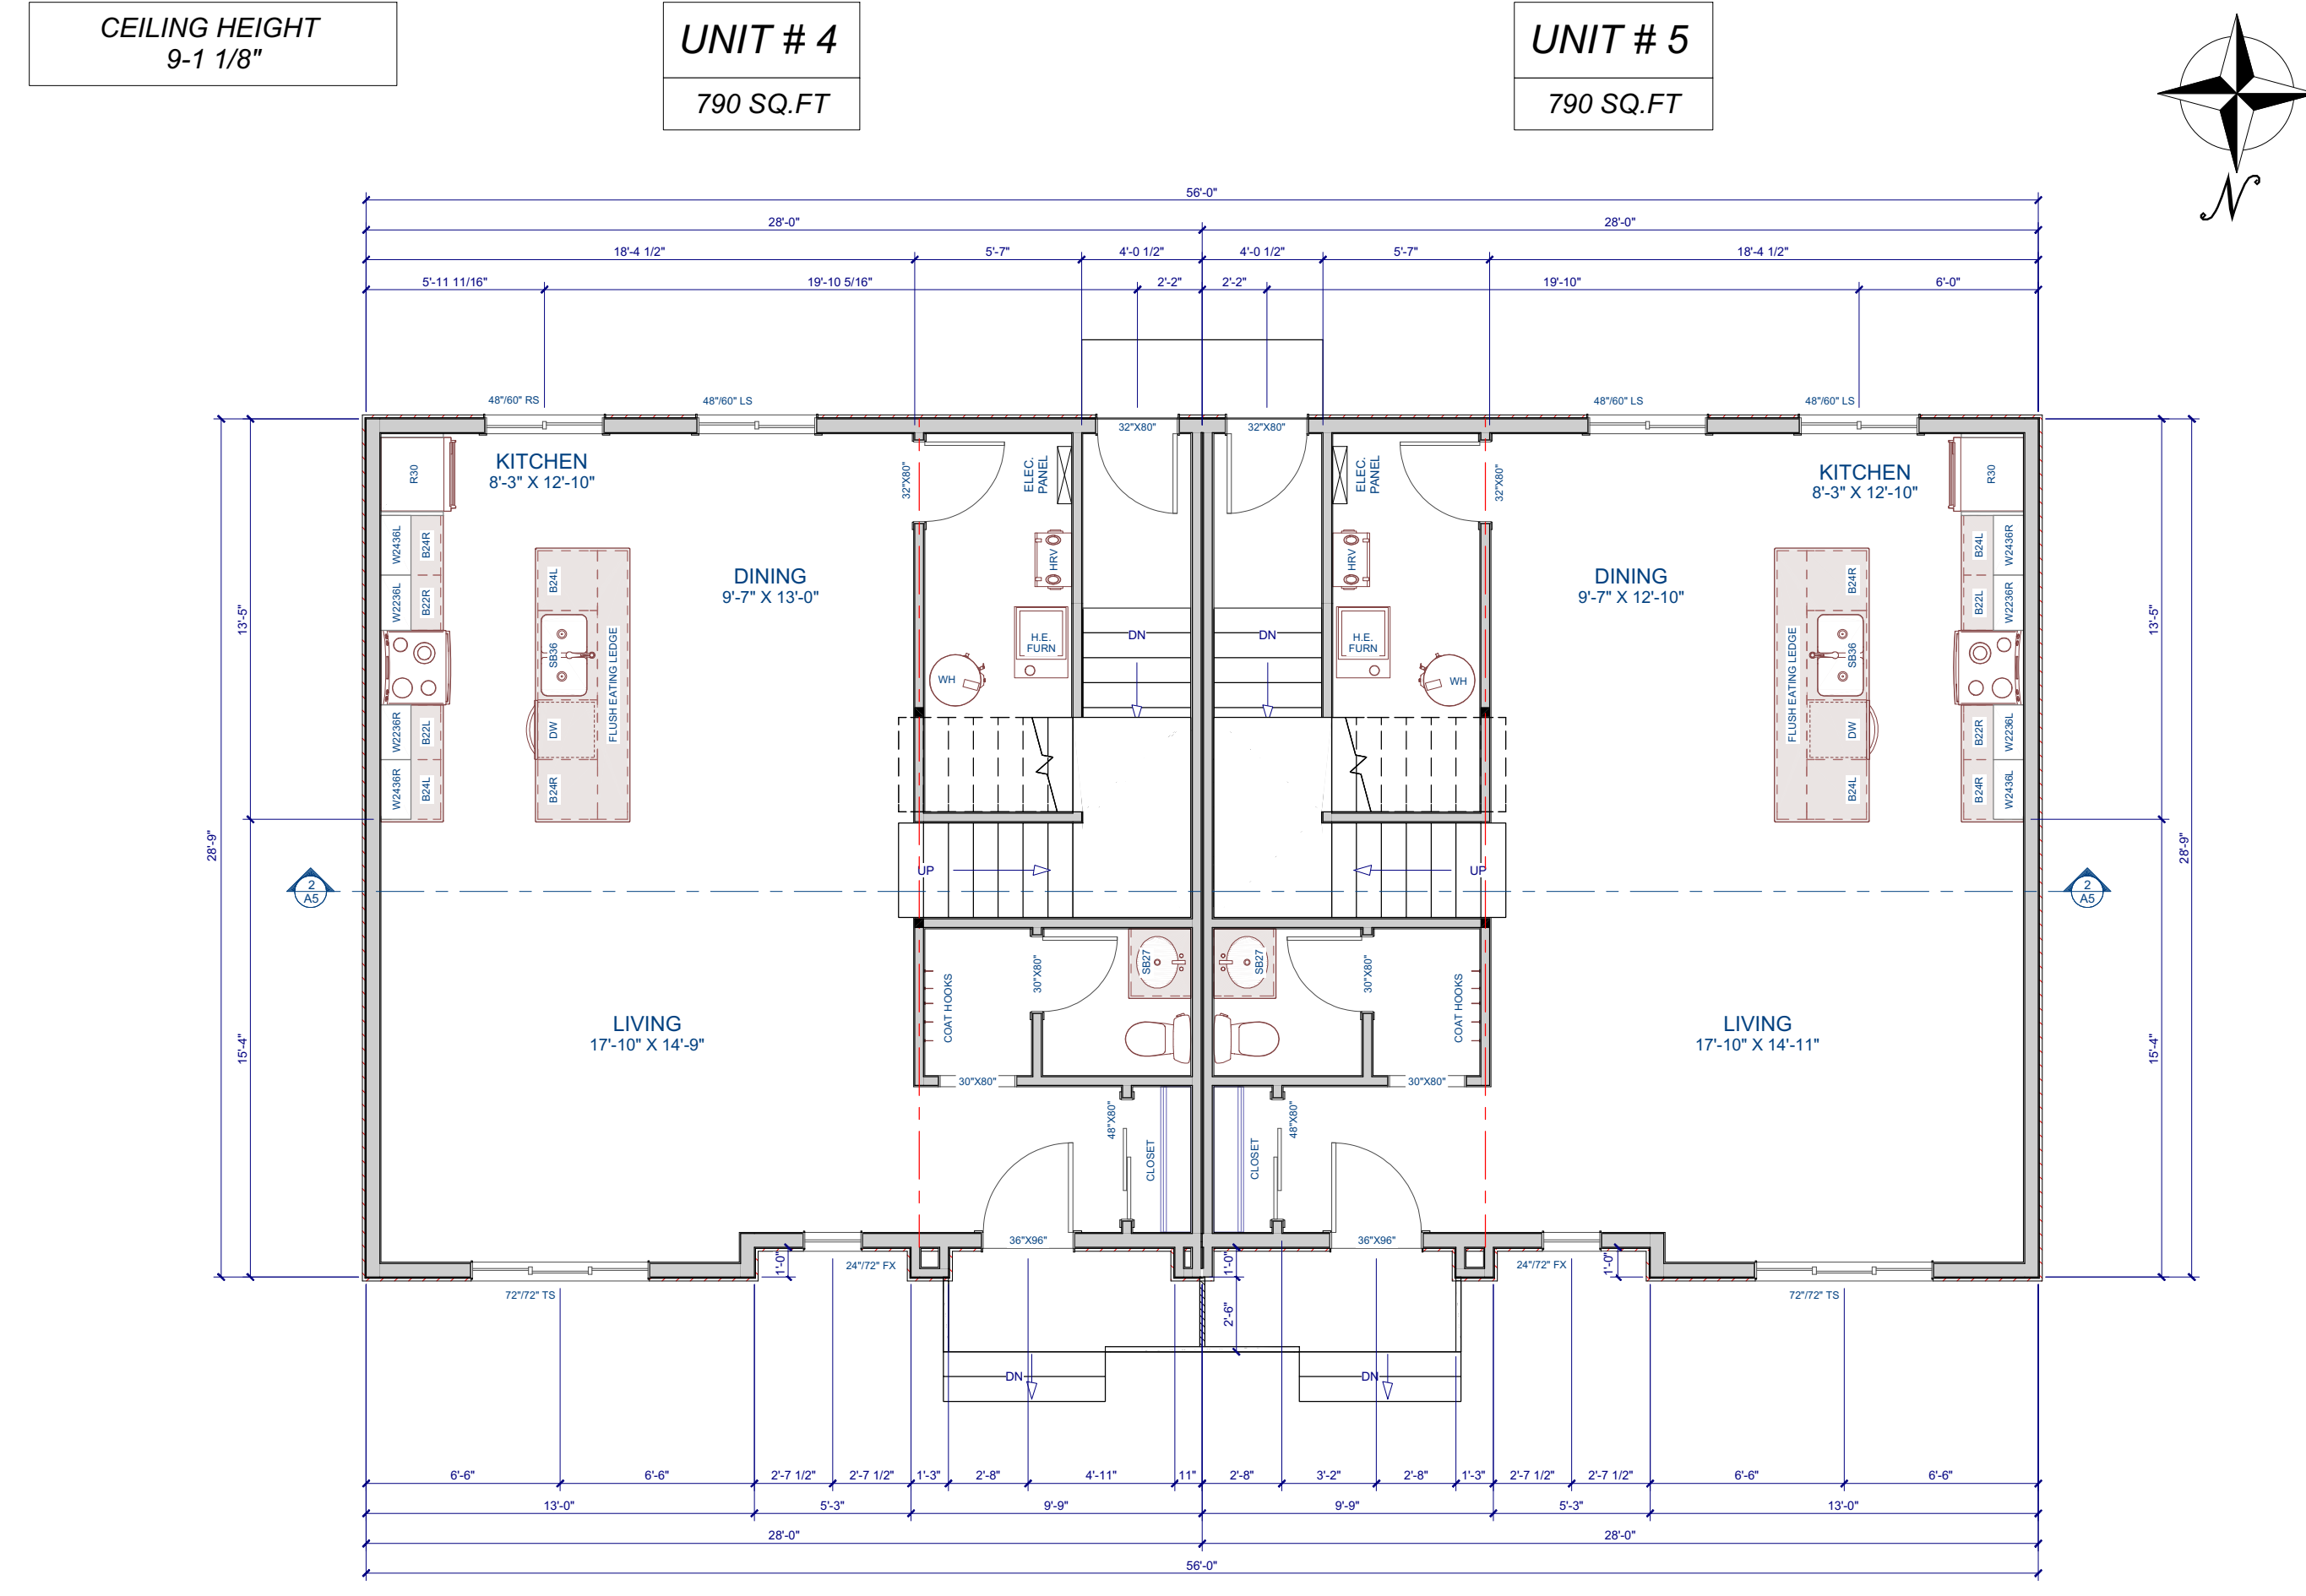 CEILING HEIGHT
9-1 1/8"
UNIT # 4
790 SQ.FT
UNIT # 5
790 SQ.FT
N
56'-0"
28'-0"
28'-0"
18'-4 1/2"
5'-7"
4'-0 1/2"
4'-0 1/2"
5'-7"
18'-4 1/2"
5'-11 11/16"
19'-10 5/16"
2'-2"
2'-2"
19'-10"
6'-0"
48"/60" RS
48"/60" LS
48"/60" LS
48"/60" LS
32"X80"
32"X80"
KITCHEN
8'-3" X 12'-10"
R30
32"X80"
ELEC.
PANEL
ELEC.
PANEL
32"X80"
KITCHEN
8'-3" X 12'-10"
R30
W2436L
B24R
W2236L
B22R
B24L
DINING
9'-7" X 13'-0"
HRV
HRV
DINING
9'-7" X 12'-10"
B24R
B24L
W2436R
B22L
W2236R
13'-5"
13'-5"
SB36
FLUSH EATING LEDGE
H.E.
FURN
WH
DN
DN
H.E.
FURN
WH
FLUSH EATING LEDGE
SB36
W2236R
B22L
DW
DW
B22R
W2236L
W2436R
B24L
B24R
B24L
B24R
W2436L
28'-9"
28'-9"
2
A5
UP
UP
2
A5
COAT HOOKS
30"X80"
SB27
SB27
30"X80"
COAT HOOKS
LIVING
17'-10" X 14'-9"
LIVING
17'-10" X 14'-11"
15'-4"
15'-4"
30"X80"
30"X80"
48"X80"
CLOSET
CLOSET
48"X80"
36"X96"
36"X96"
1'-0"
24"/72" FX
1'-0"
24"/72" FX
1'-0"
72"/72" TS
72"/72" TS
2'-6"
DN
DN
6'-6"
6'-6"
2'-7 1/2"
2'-7 1/2"
1'-3"
2'-8"
4'-11"
11"
2'-8"
3'-2"
2'-8"
1'-3"
2'-7 1/2"
2'-7 1/2"
6'-6"
6'-6"
13'-0"
5'-3"
9'-9"
9'-9"
5'-3"
13'-0"
28'-0"
28'-0"
56'-0"